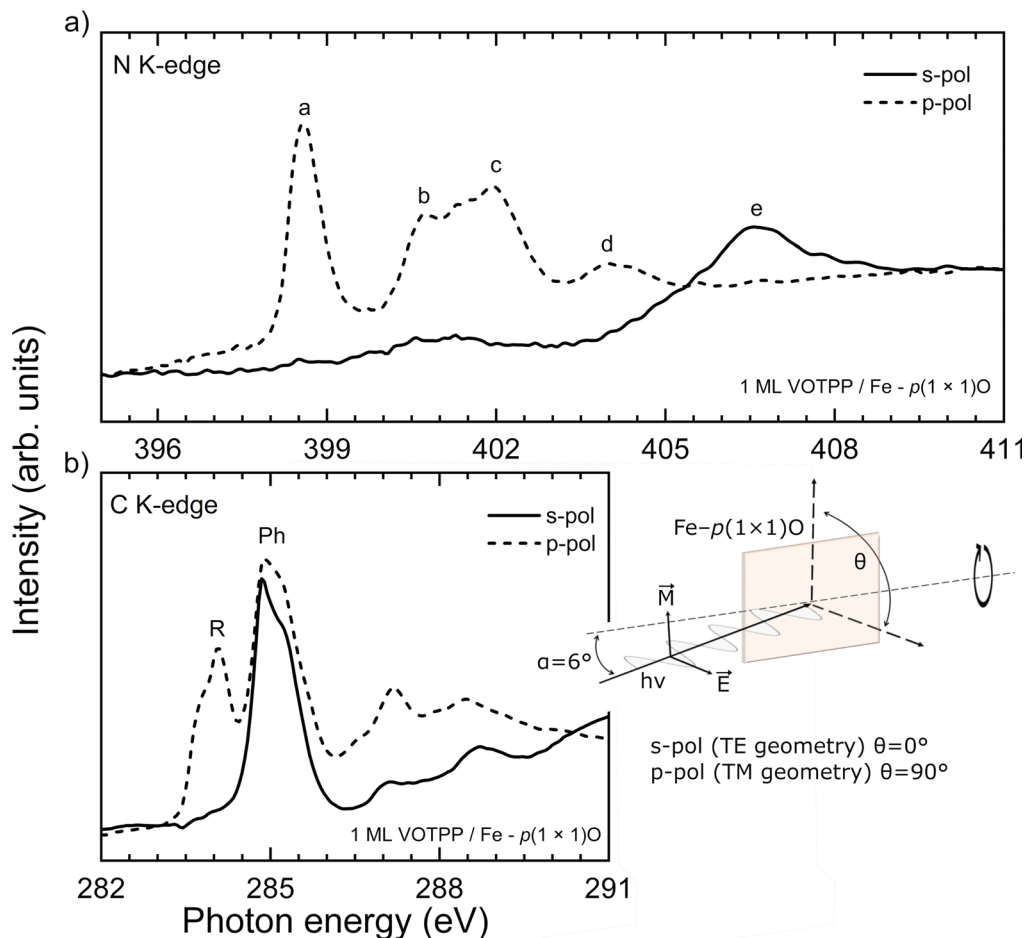 a)
N K-edge
s-pol
p-pol
a
b
c
d
e
1 ML VOTPP / Fe - p(1 × 1)O
396 399 402 405 408 411
Intensity (arb. units)
b)
C K-edge
s-pol
p-pol
R
Ph
1 ML VOTPP / Fe - p(1 × 1)O
282 285 288 291
Photon energy (eV)
Fe–p(1×1)O
θ
M
α=6°
hν
E
s-pol (TE geometry) θ=0°
p-pol (TM geometry) θ=90°